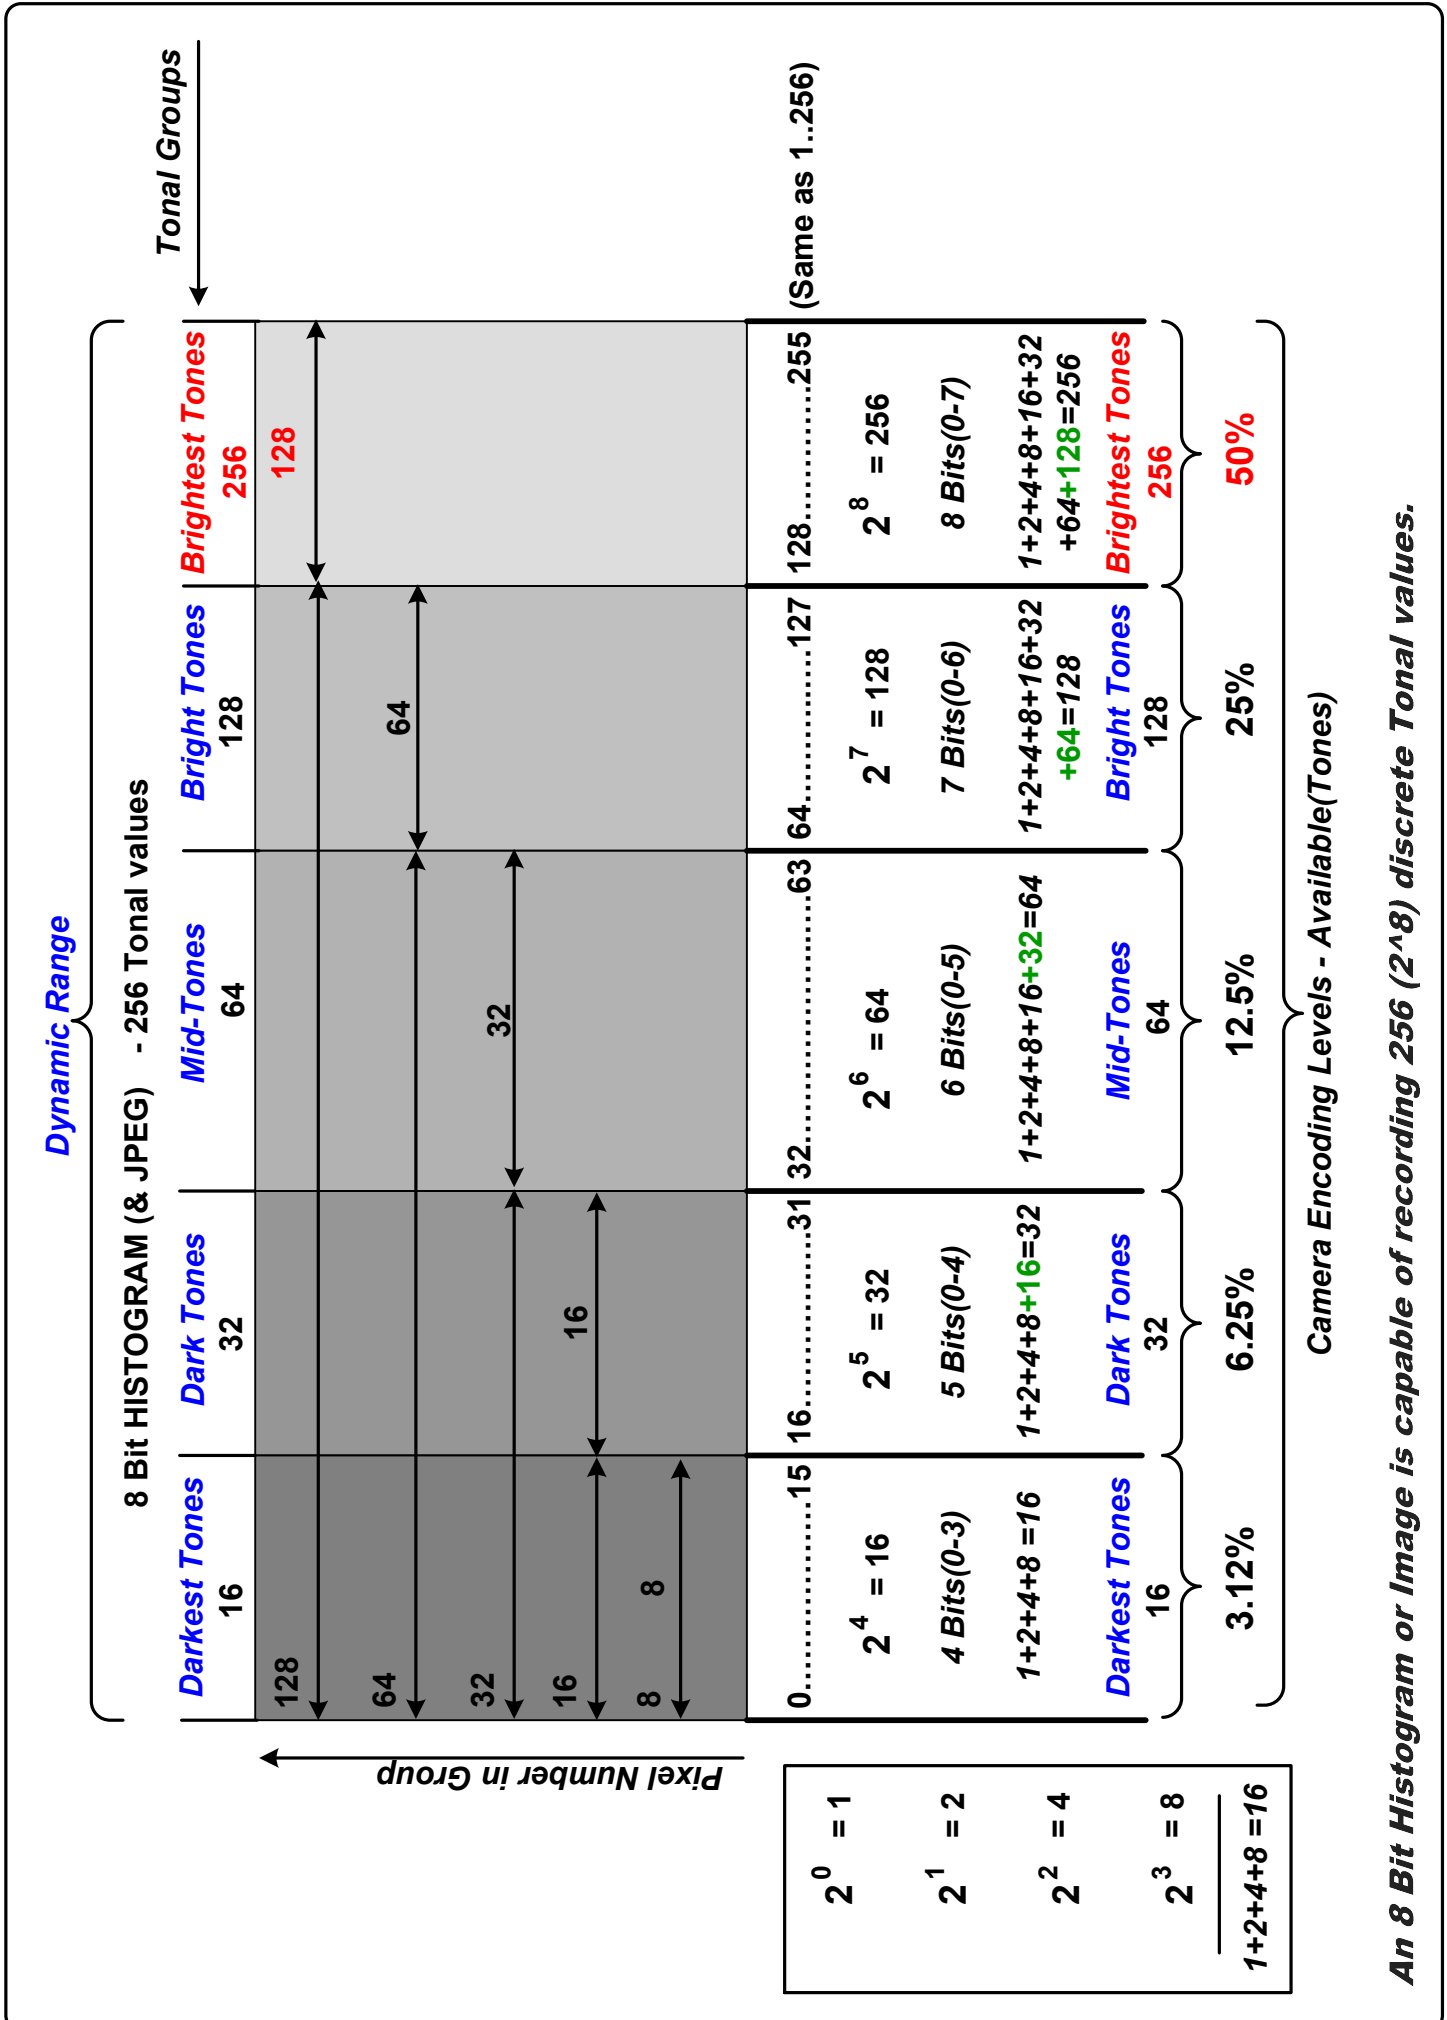 Dynamic Range
8 Bit HISTOGRAM (& JPEG) - 256 Tonal values
Tonal Groups
Darkest Tones Dark Tones Mid-Tones Bright Tones Brightest Tones
16 32 64 128 256
128 128
64 64
32 32
16 16
8 8
Pixel Number in Group
0..............15 16..................31 32..........................63 64................127 128..............255 (Same as 1..256)
2^4 = 16 2^5 = 32 2^6 = 64 2^7 = 128 2^8 = 256
4 Bits(0-3) 5 Bits(0-4) 6 Bits(0-5) 7 Bits(0-6) 8 Bits(0-7)
1+2+4+8 =16 1+2+4+8+16=32 1+2+4+8+16+32=64 1+2+4+8+16+32 1+2+4+8+16+32
+64=128 +64+128=256
Darkest Tones Dark Tones Mid-Tones Bright Tones Brightest Tones
16 32 64 128 256
3.12% 6.25% 12.5% 25% 50%
Camera Encoding Levels - Available(Tones)
2^0 = 1
2^1 = 2
2^2 = 4
2^3 = 8
1+2+4+8 =16
An 8 Bit Histogram or Image is capable of recording 256 (2^8) discrete Tonal values.